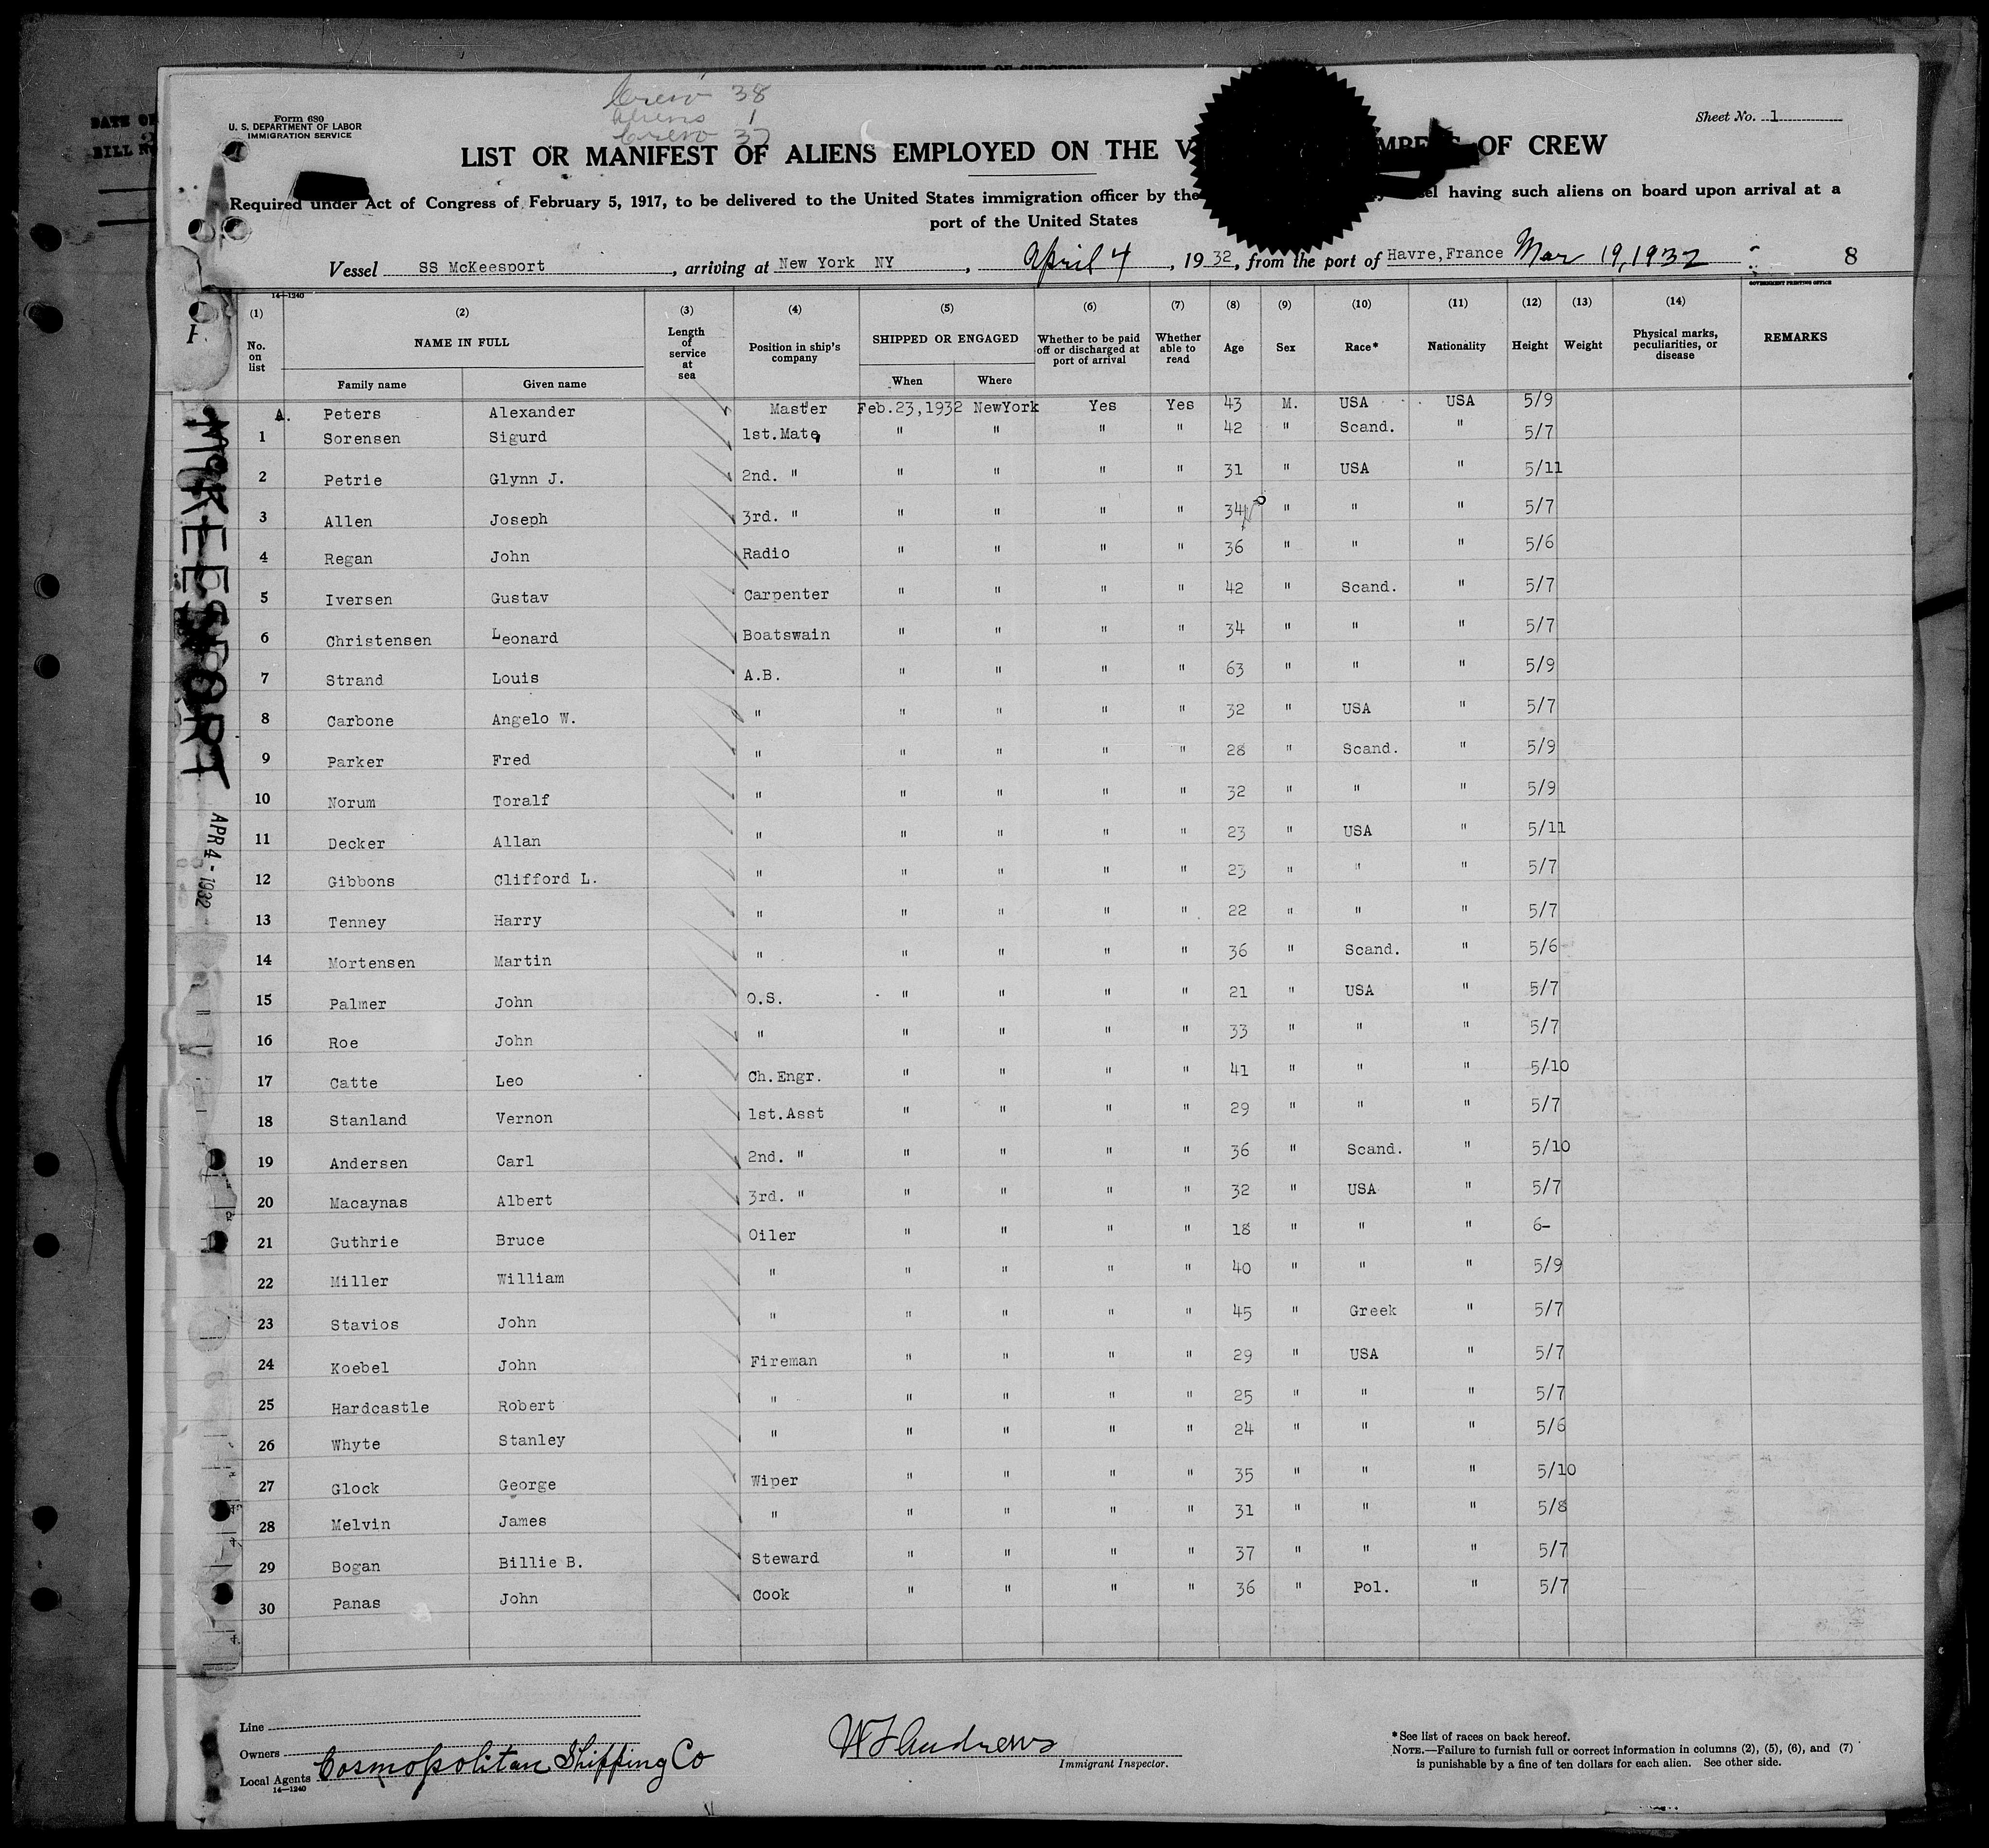 Crew 38
Aliens 1
Crew 37
Form 680
U. S. DEPARTMENT OF LABOR
IMMIGRATION SERVICE
Sheet No. 1
LIST OR MANIFEST OF ALIENS EMPLOYED ON THE V OF CREW
Required under Act of Congress of February 5, 1917, to be delivered to the United States immigration officer by the having such aliens on board upon arrival at a
port of the United States
Vessel SS McKeesport, arriving at New York NY, April 4, 1932, from the port of Havre,France Mar 19,1932 8
14—1240
GOVERNMENT PRINTING OFFICE
(1) (2) (3) (4) (5) (6) (7) (8) (9) (10) (11) (12) (13) (14)
No. on list NAME IN FULL Length of service at sea Position in ship's company SHIPPED OR ENGAGED Whether to be paid off or discharged at port of arrival Whether able to read Age Sex Race* Nationality Height Weight Physical marks, peculiarities, or disease REMARKS
Family name Given name When Where
A. Peters Alexander Master Feb.23,1932 NewYork Yes Yes 43 M. USA USA 5/9
1 Sorensen Sigurd 1st.Mate " " " " 42 " Scand. " 5/7
2 Petrie Glynn J. 2nd. " " " " " 31 " USA " 5/11
3 Allen Joseph 3rd. " " " " " 34 " " " 5/7
4 Regan John Radio " " " " 36 " " " 5/6
5 Iversen Gustav Carpenter " " " " 42 " Scand. " 5/7
6 Christensen Leonard Boatswain " " " " 34 " " " 5/7
7 Strand Louis A.B. " " " " 63 " " " 5/9
8 Carbone Angelo W. " " " " " 32 " USA " 5/7
9 Parker Fred " " " " " 28 " Scand. " 5/9
10 Norum Toralf " " " " " 32 " " " 5/9
11 Decker Allan " " " " " 23 " USA " 5/11
12 Gibbons Clifford L. " " " " " 23 " " " 5/7
13 Tenney Harry " " " " " 22 " " " 5/7
14 Mortensen Martin " " " " " 36 " Scand. " 5/6
15 Palmer John O.S. " " " " 21 " USA " 5/7
16 Roe John " " " " " 33 " " " 5/7
17 Catte Leo Ch.Engr. " " " " 41 " " " 5/10
18 Stanland Vernon 1st.Asst " " " " 29 " " " 5/7
19 Andersen Carl 2nd. " " " " " 36 " Scand. " 5/10
20 Macaynas Albert 3rd. " " " " " 32 " USA " 5/7
21 Guthrie Bruce Oiler " " " " 18 " " " 6-
22 Miller William " " " " " 40 " " " 5/9
23 Stavios John " " " " " 45 " Greek " 5/7
24 Koebel John Fireman " " " " 29 " USA " 5/7
25 Hardcastle Robert " " " " " 25 " " " 5/7
26 Whyte Stanley " " " " " 24 " " " 5/6
27 Glock George Wiper " " " " 35 " " " 5/10
28 Melvin James " " " " " 31 " " " 5/8
29 Bogan Billie B. Steward " " " " 37 " " " 5/7
30 Panas John Cook " " " " 36 " Pol. " 5/7
McKEESPORT
APR 4 - 1932
Line
Owners
Local Agents Cosmopolitan Shipping Co
14—1240
W J Andrews
Immigrant Inspector.
*See list of races on back hereof.
NOTE.—Failure to furnish full or correct information in columns (2), (5), (6), and (7)
is punishable by a fine of ten dollars for each alien. See other side.